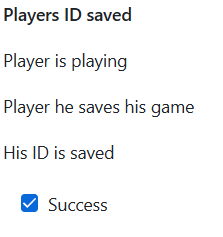 Players ID saved
Player is playing
Player he saves his game
His ID is saved
Success